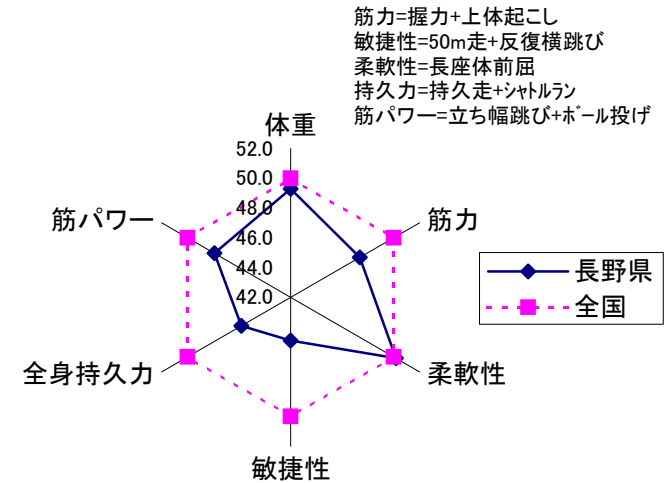 筋力=握力+上体起こし
敏捷性=50m走+反復横跳び
柔軟性=長座体前屈
持久力=持久走+ｼｬﾄﾙﾗﾝ
筋パワー=立ち幅跳び+ﾎﾞｰﾙ投げ
体重
52.0
50.0
48.0
46.0
44.0
42.0
筋パワー
筋力
長野県
全国
全身持久力
柔軟性
敏捷性